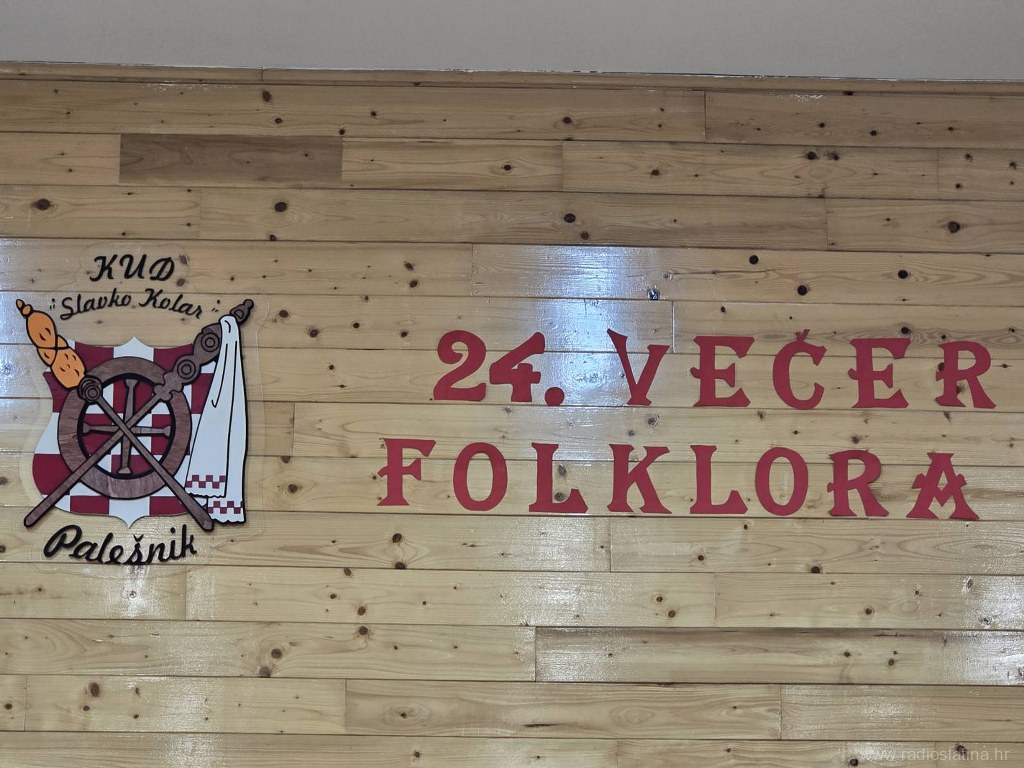 KUD
"Slavko Kolar"
Palešnik
24. VEČER
FOLKLORA
www.radioslatina.hr